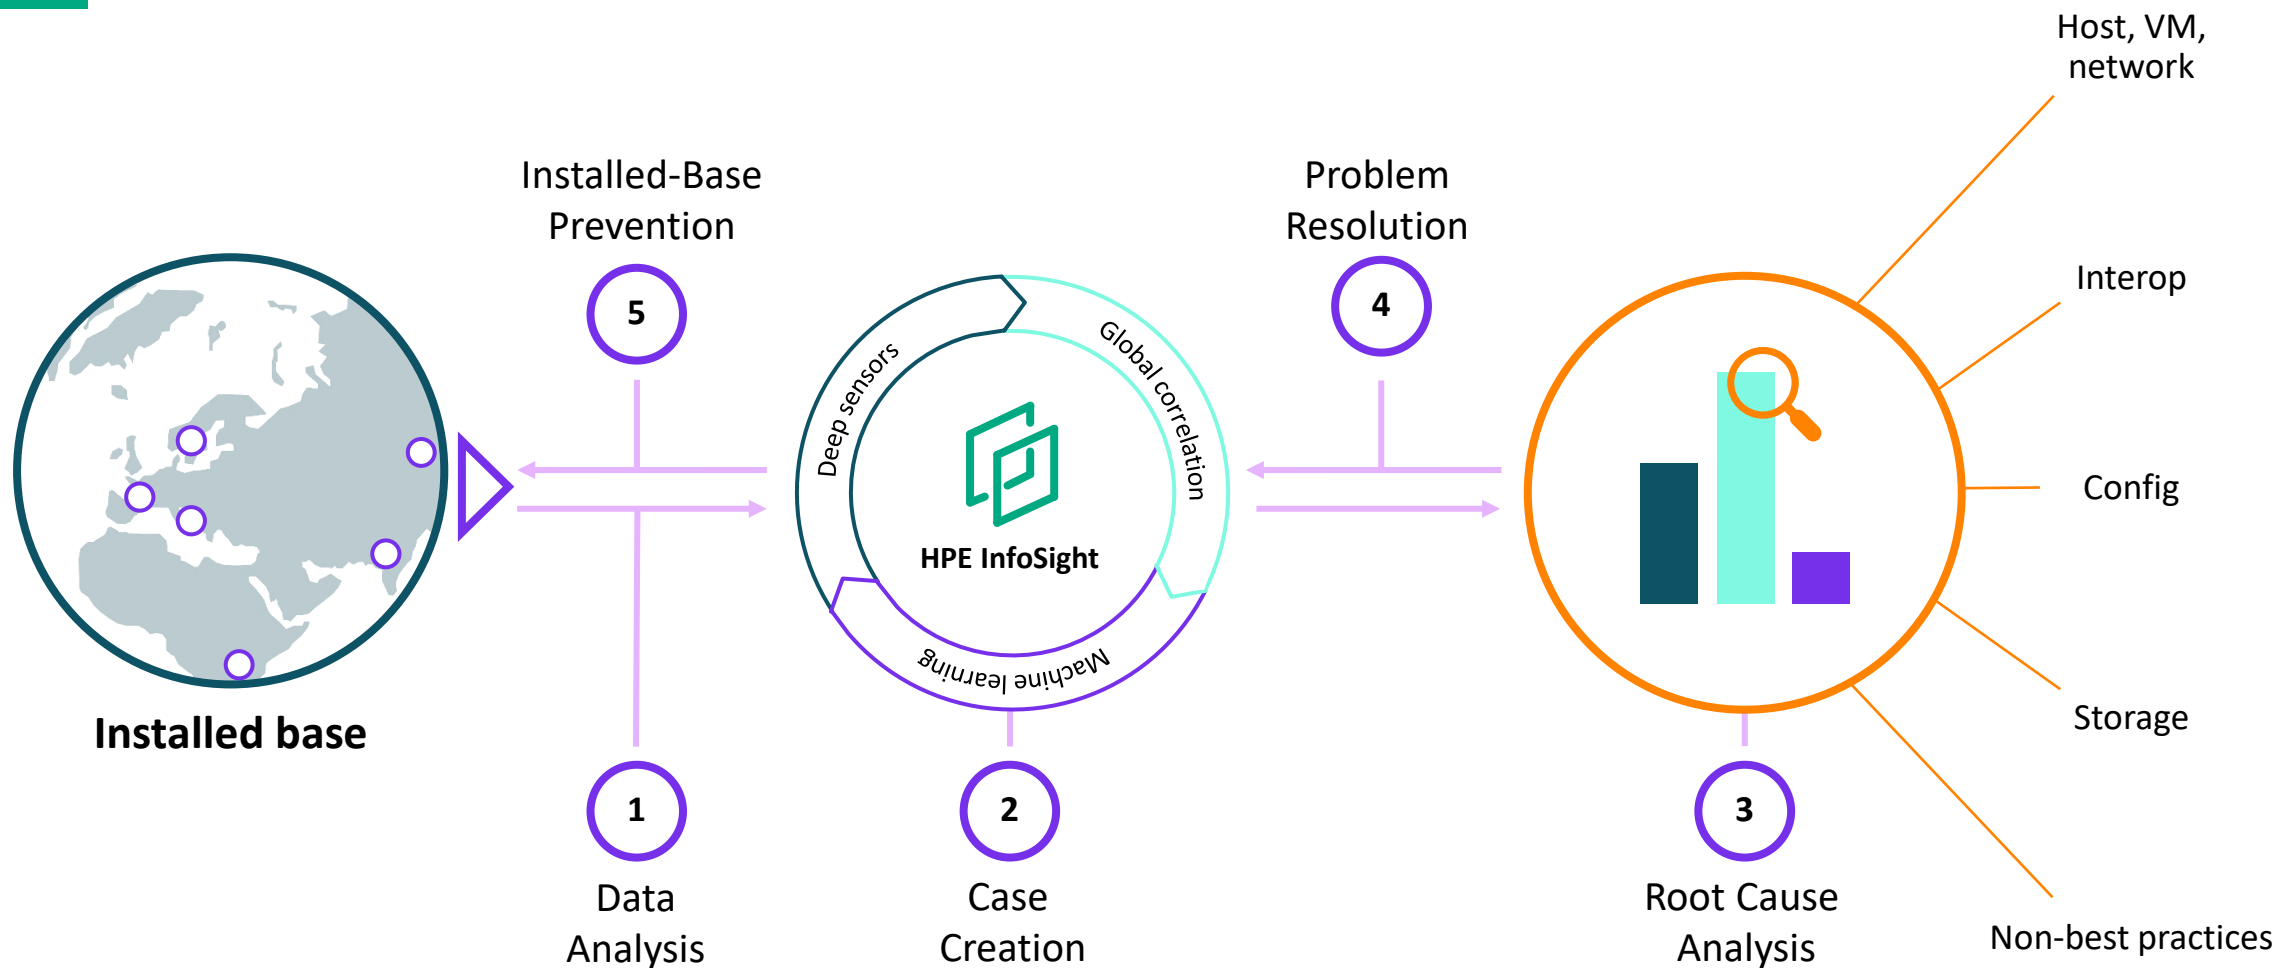 Host, VM,
network
Installed-Base
Prevention
5
Problem
Resolution
4
Interop
Deep sensors
Global correlation
Machine learning
HPE InfoSight
Config
Storage
Installed base
1
Data
Analysis
2
Case
Creation
3
Root Cause
Analysis
Non-best practices